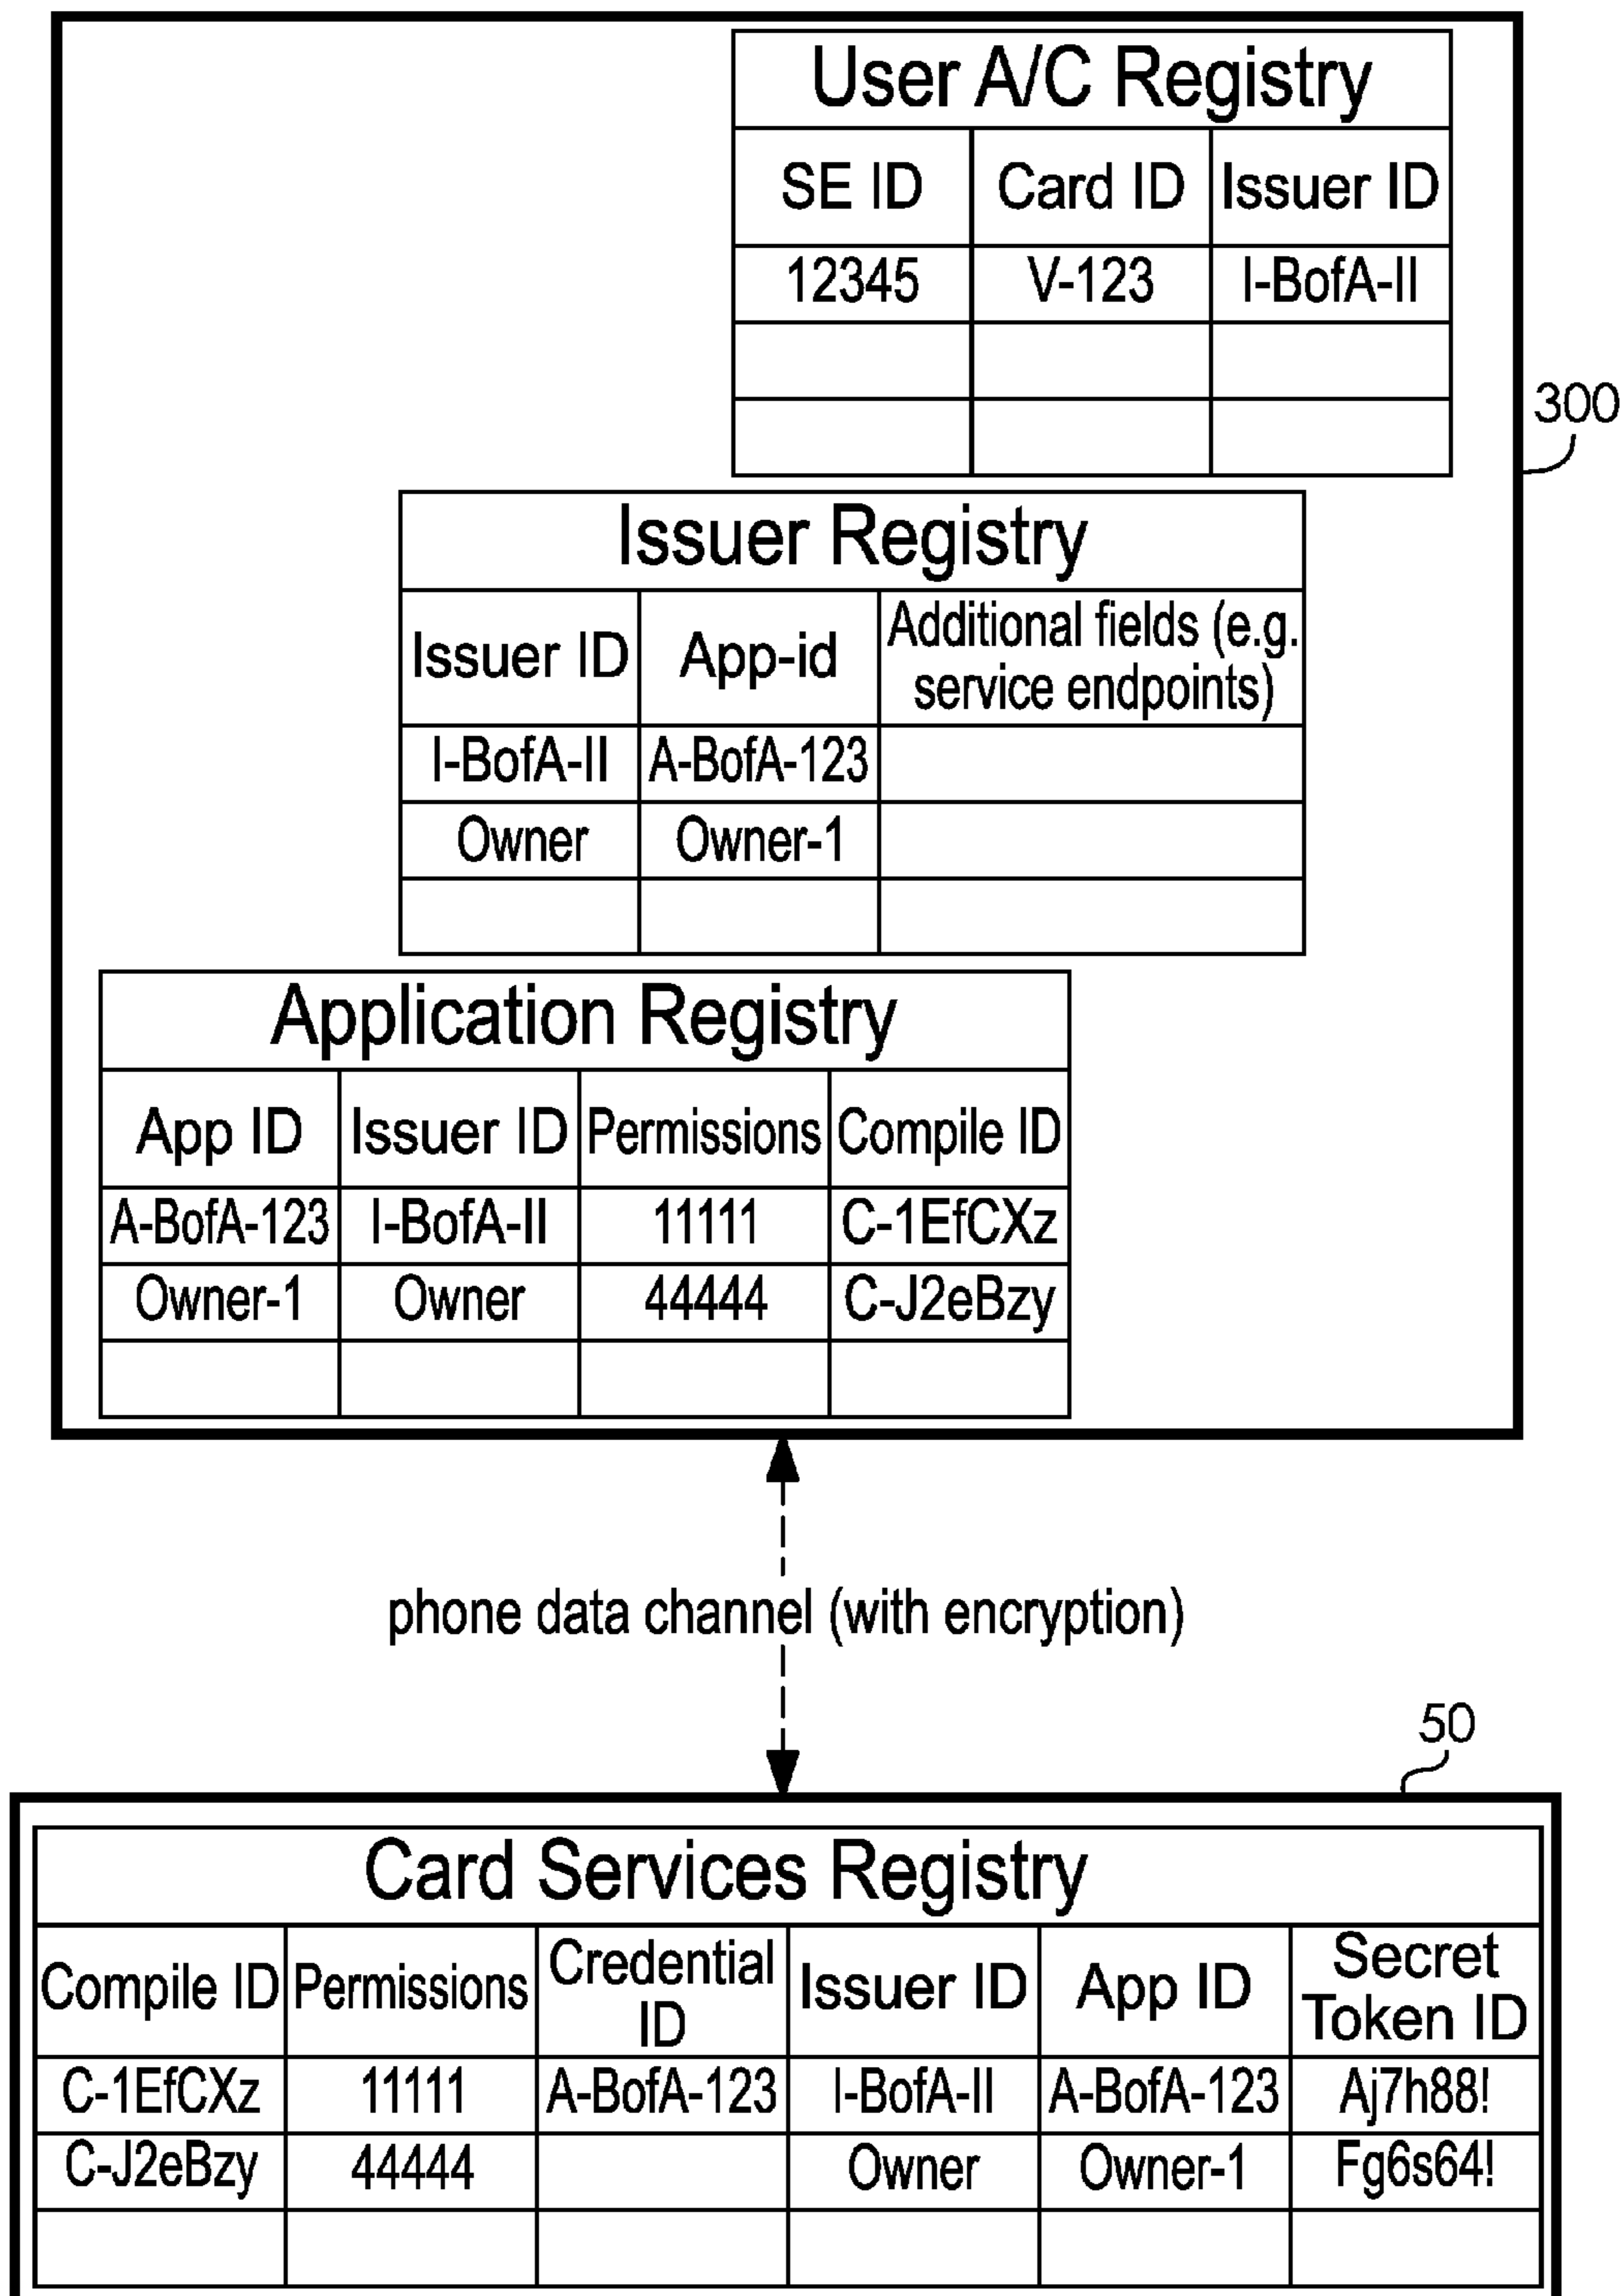 User A/C Registry
SE ID Card ID Issuer ID
12345 V-123 I-BofA-II
300
Issuer Registry
Issuer ID App-id Additional fields (e.g.
service endpoints)
I-BofA-II A-BofA-123
Owner Owner-1
Application Registry
App ID Issuer ID Permissions Compile ID
A-BofA-123 I-BofA-II 11111 C-1EfCXz
Owner-1 Owner 44444 C-J2eBzy
phone data channel (with encryption)
50
Card Services Registry
Compile ID Permissions Credential
ID Issuer ID App ID Secret
Token ID
C-1EfCXz 11111 A-BofA-123 I-BofA-II A-BofA-123 Aj7h88!
C-J2eBzy 44444 Owner Owner-1 Fg6s64!